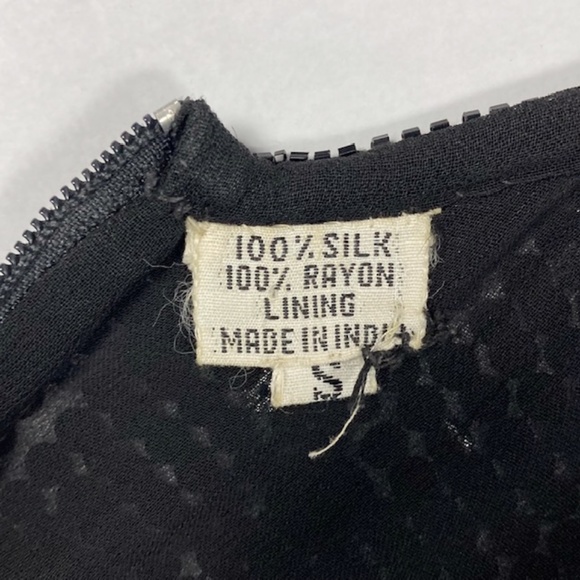 100% SILK
100% RAYON
LINING
MADE IN INDIA
S